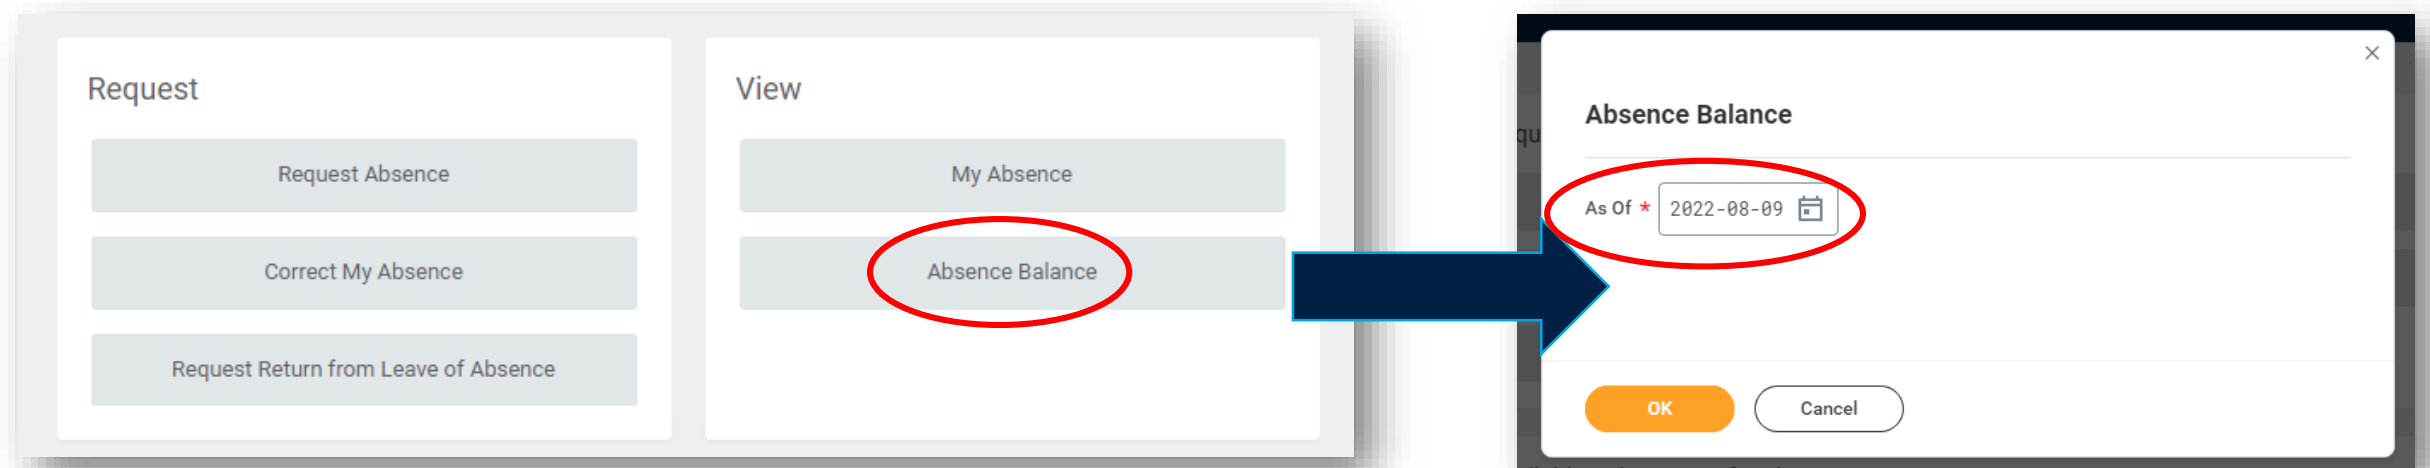 Request
Request Absence
Correct My Absence
Request Return from Leave of Absence
View
My Absence
Absence Balance
Absence Balance
As Of *
2022-08-09
OK
Cancel